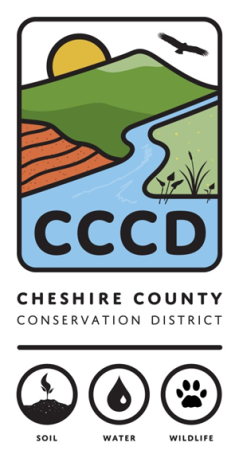 CCCD
CHESHIRE COUNTY
CONSERVATION DISTRICT
SOIL WATER WILDLIFE